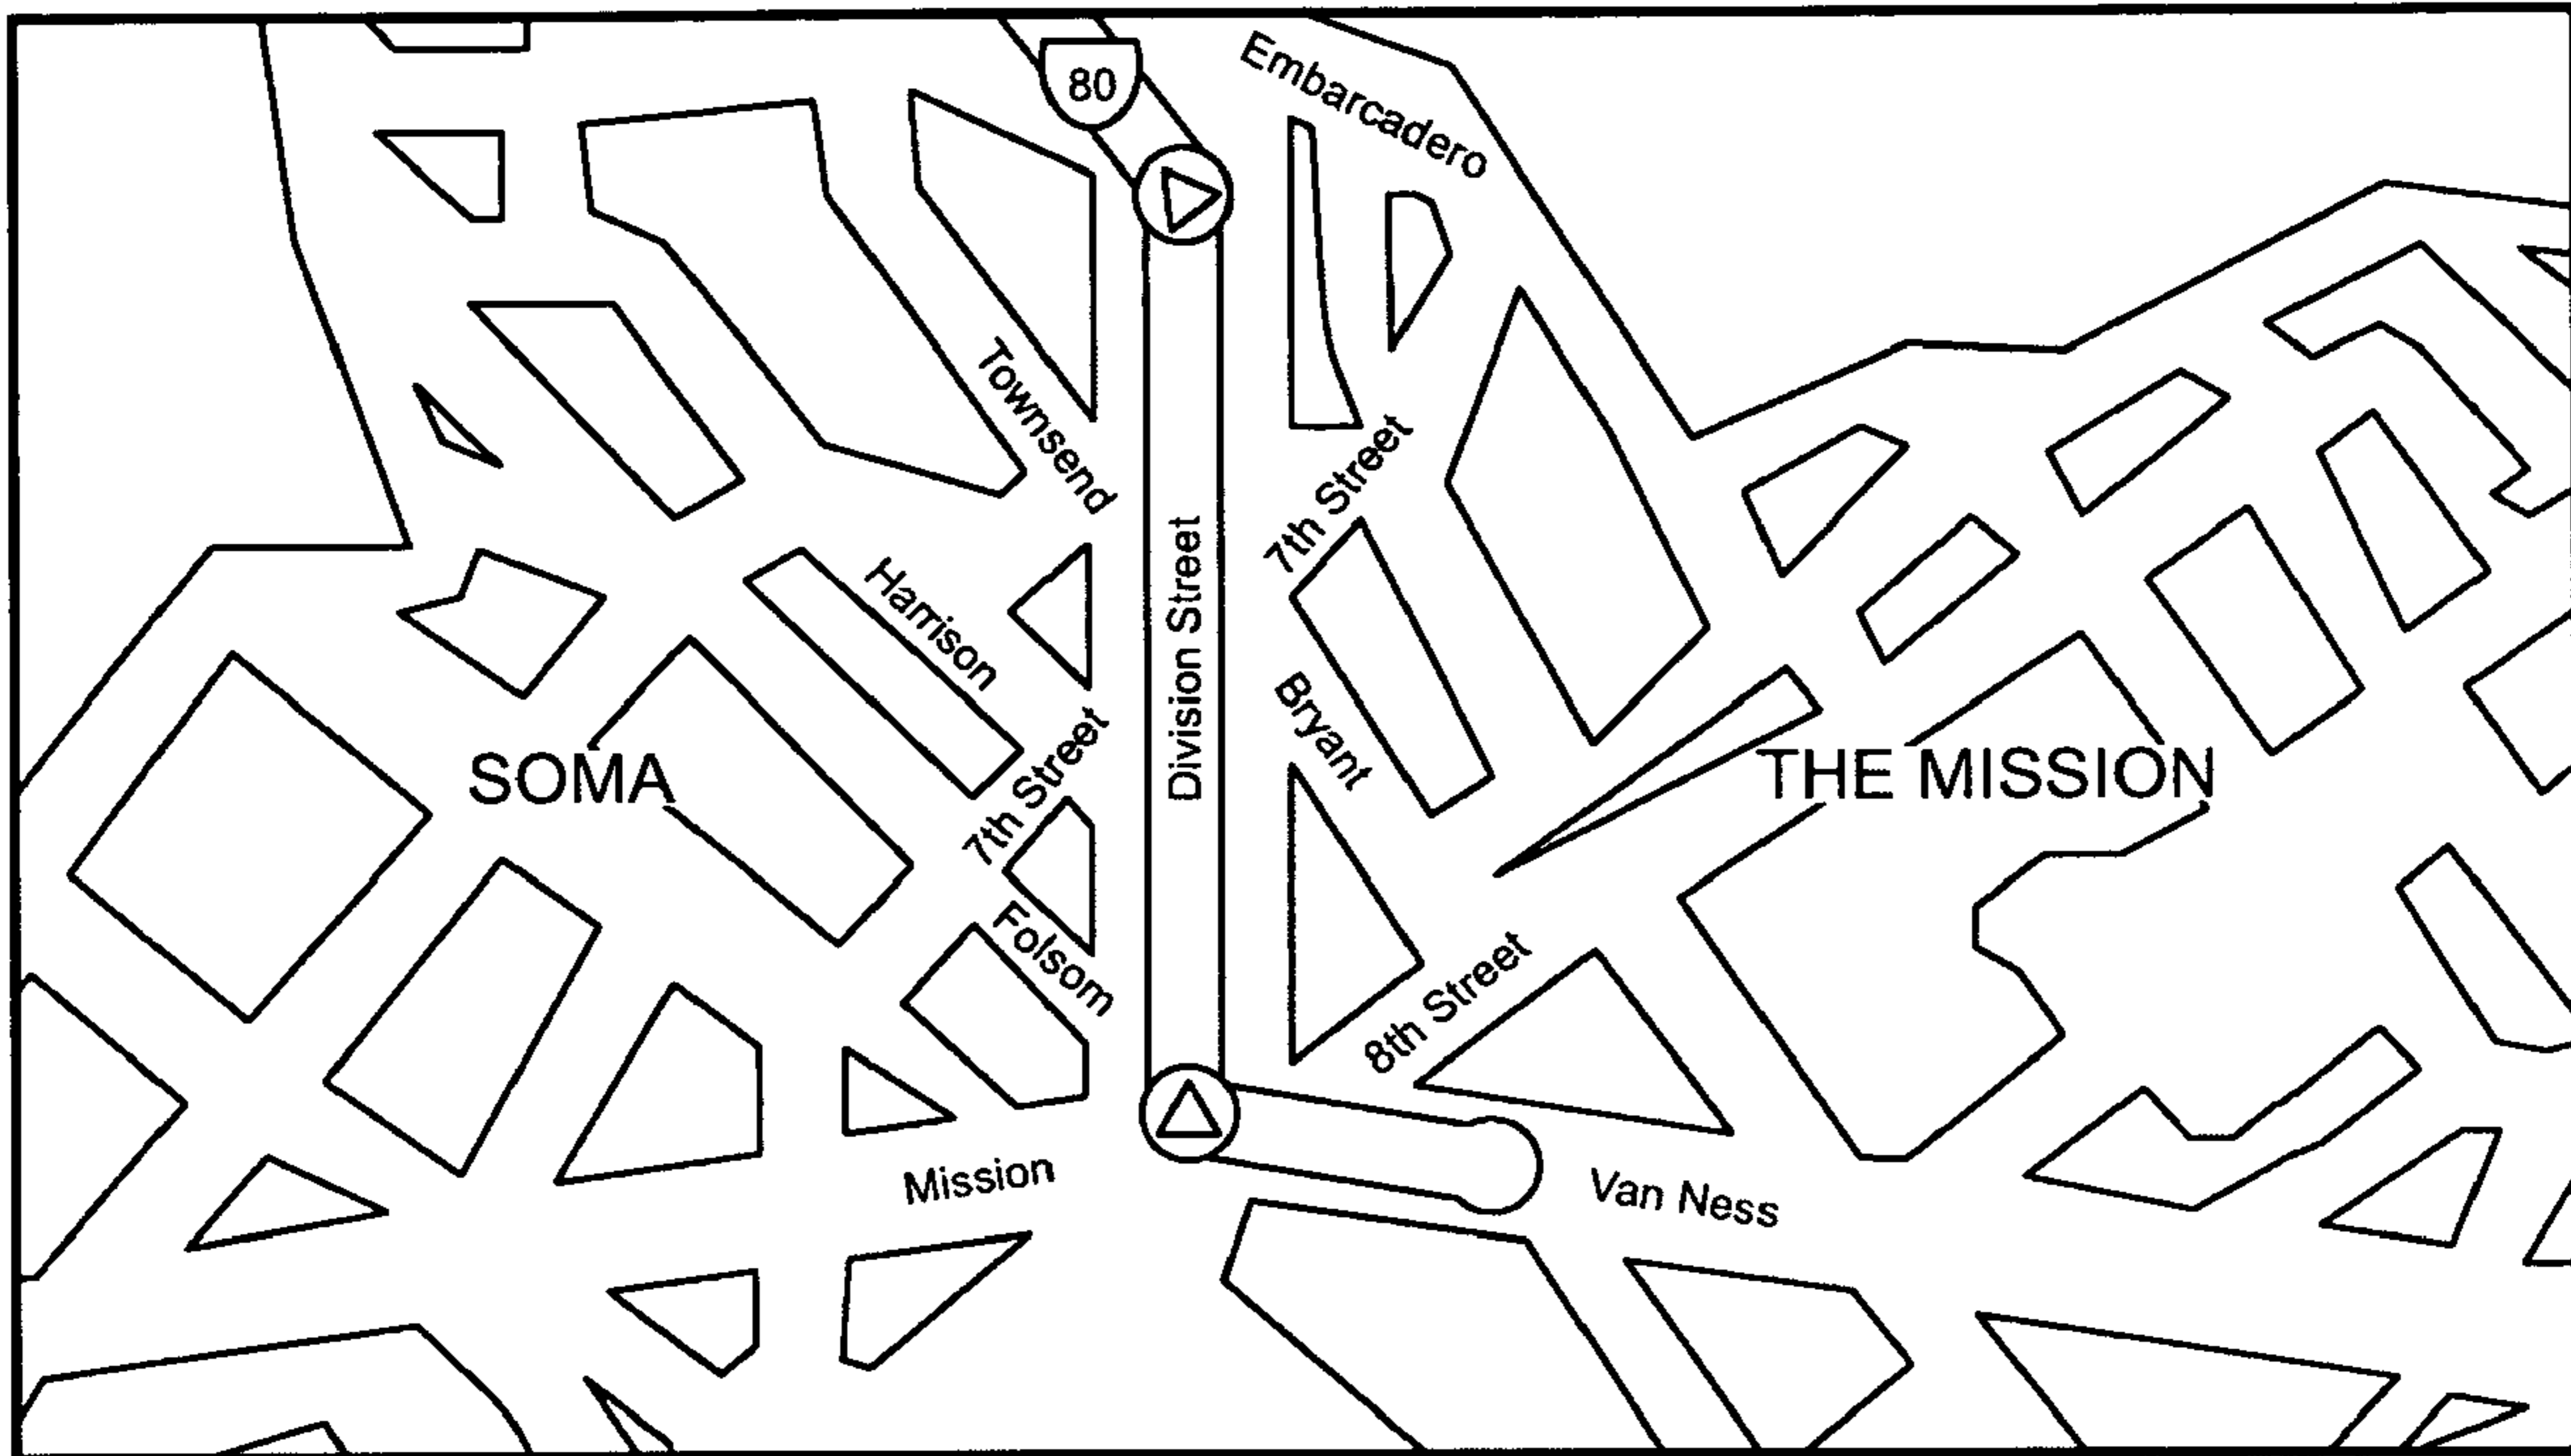 80
Embarcadero
Townsend
7th Street
Harrison
Division Street
Bryant
7th Street
SOMA
THE MISSION
Folsom
8th Street
Mission
Van Ness